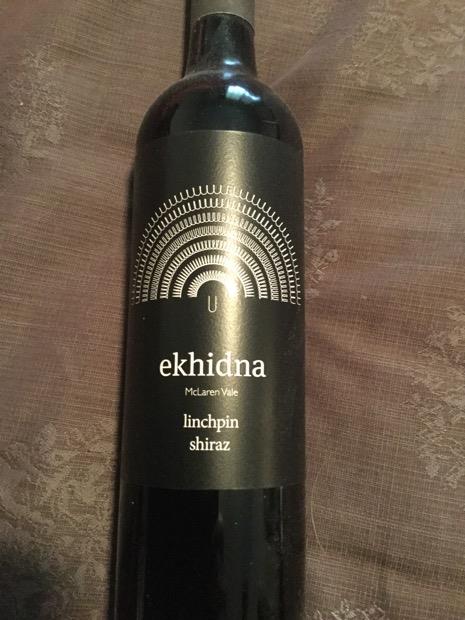 ekhidna
McLaren Vale
linchpin
shiraz